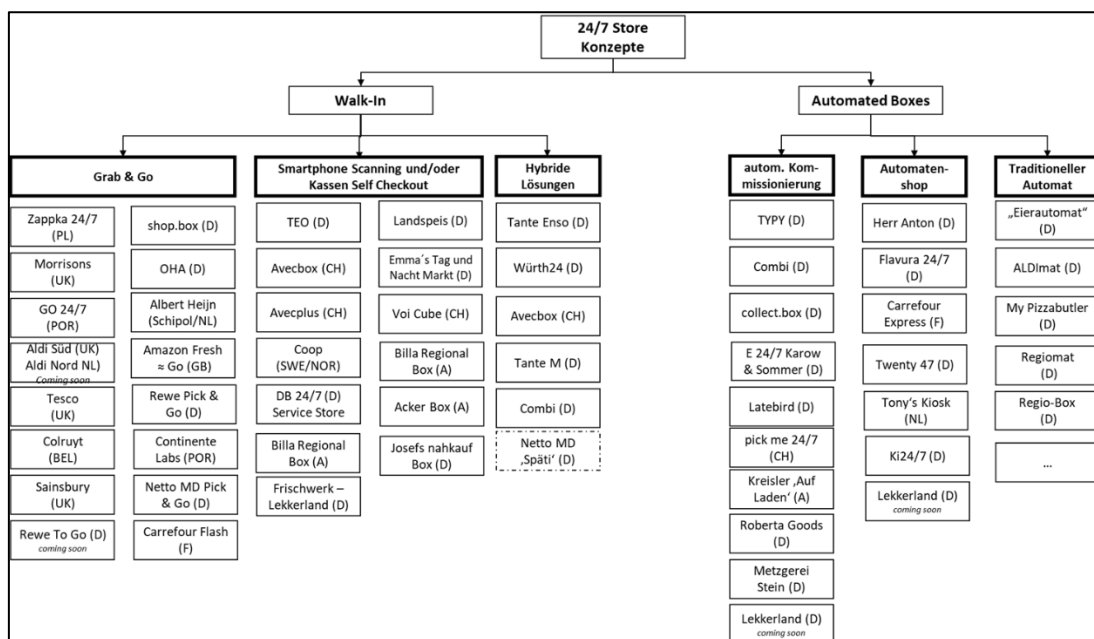 24/7 Store
Konzepte
Walk-In
Automated Boxes
Grab & Go
Smartphone Scanning und/oder
Kassen Self Checkout
Hybride
Lösungen
autom. Kom-
missionierung
Automaten-
shop
Traditioneller
Automat
Zappka 24/7
(PL)
Morrisons
(UK)
GO 24/7
(POR)
Aldi Süd (UK)
Aldi Nord NL)
Coming soon
Tesco
(UK)
Colruyt
(BEL)
Sainsbury
(UK)
Rewe To Go (D)
coming soon
shop.box (D)
OHA (D)
Albert Heijn
(Schipol/NL)
Amazon Fresh
≈ Go (GB)
Rewe Pick &
Go (D)
Continente
Labs (POR)
Netto MD Pick
& Go (D)
Carrefour Flash
(F)
TEO (D)
Avecbox (CH)
Avecplus (CH)
Coop
(SWE/NOR)
DB 24/7 (D)
Service Store
Billa Regional
Box (A)
Frischwerk –
Lekkerland (D)
Landspeis (D)
Emma´s Tag und
Nacht Markt (D)
Voi Cube (CH)
Billa Regional
Box (A)
Acker Box (A)
Josefs nahkauf
Box (D)
Tante Enso (D)
Würth24 (D)
Avecbox (CH)
Tante M (D)
Combi (D)
Netto MD
‚Späti‘ (D)
TYPY (D)
Combi (D)
collect.box (D)
E 24/7 Karow
& Sommer (D)
Latebird (D)
pick me 24/7
(CH)
Kreisler ‚Auf
Laden‘ (A)
Roberta Goods
(D)
Metzgerei
Stein (D)
Lekkerland (D)
coming soon
Herr Anton (D)
Flavura 24/7
(D)
Carrefour
Express (F)
Twenty 47 (D)
Tony‘s Kiosk
(NL)
Ki24/7 (D)
Lekkerland (D)
coming soon
„Eierautomat“
(D)
ALDImat (D)
My Pizzabutler
(D)
Regiomat
(D)
Regio-Box
(D)
...